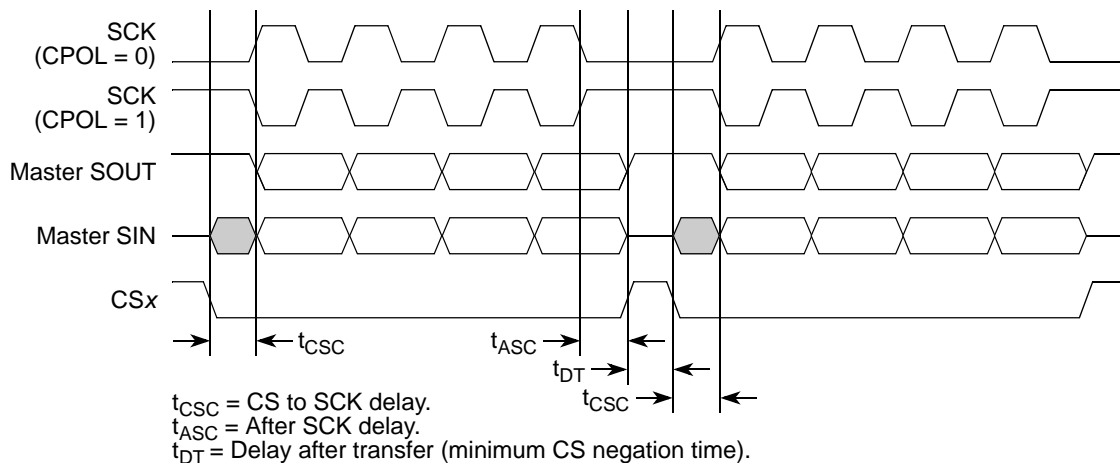 SCK
(CPOL = 0)
SCK
(CPOL = 1)
Master SOUT
Master SIN
CSx
tCSC
tASC
tDT
tCSC
tCSC = CS to SCK delay.
tASC = After SCK delay.
tDT = Delay after transfer (minimum CS negation time).